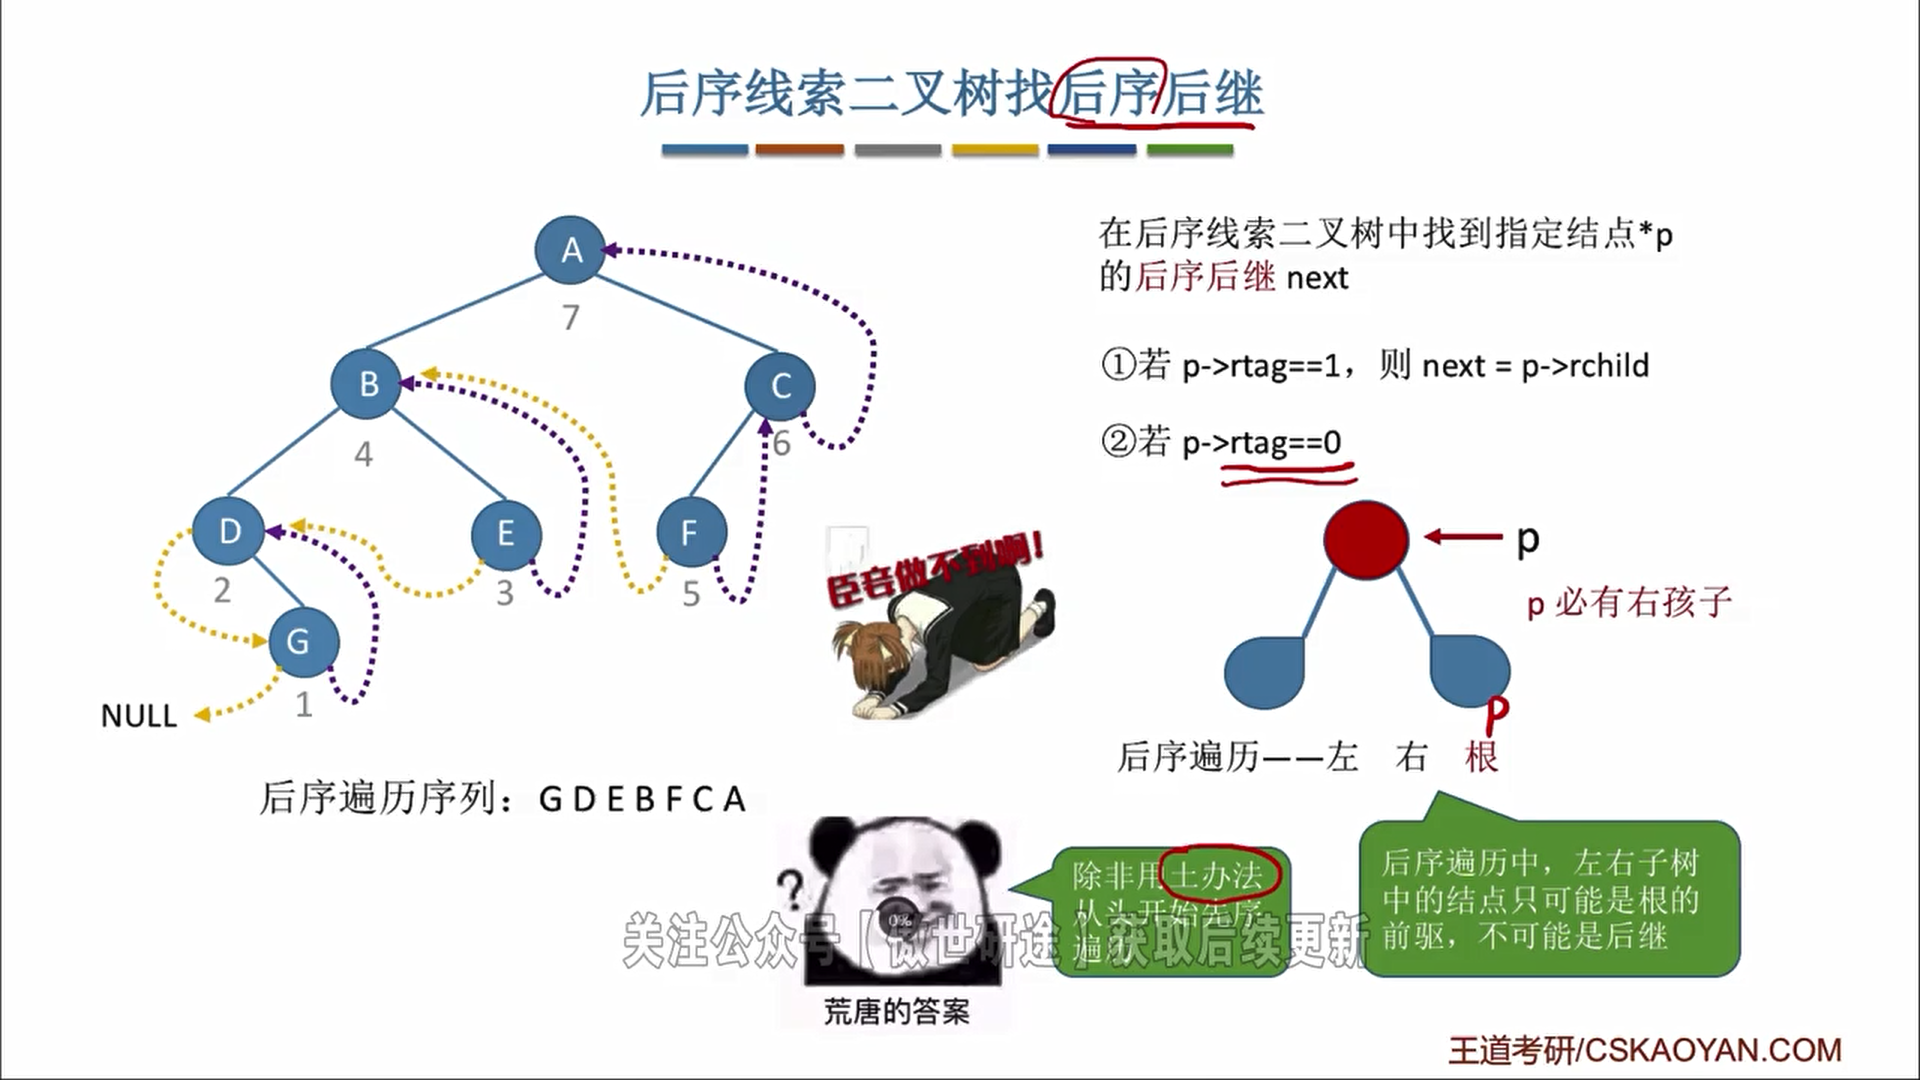 后序线索二叉树找后序后继
A
7
B
4
C
6
D
2
E
3
F
5
G
1
NULL
后序遍历序列：G D E B F C A
在后序线索二叉树中找到指定结点*p
的后序后继 next
①若 p->rtag==1，则 next = p->rchild
②若 p->rtag==0
p
p 必有右孩子
P
后序遍历——左 右 根
后序遍历中，左右子树
中的结点只可能是根的
前驱，不可能是后继
除非用土办法
从头开始先序
遍历
臣妾做不到啊！
?
0%
荒唐的答案
关注公众号【傲世研途】获取后续更新
王道考研/CSKAOYAN.COM